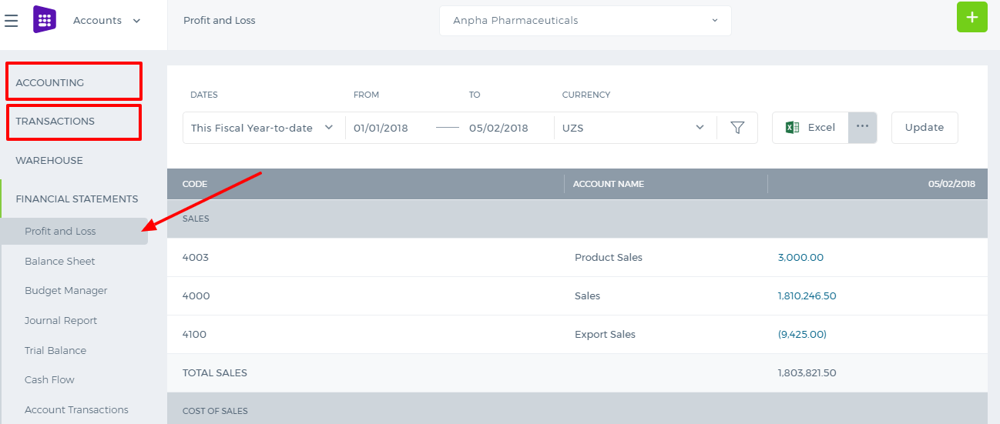 Accounts
Profit and Loss
Anpha Pharmaceuticals
+
ACCOUNTING
TRANSACTIONS
WAREHOUSE
FINANCIAL STATEMENTS
Profit and Loss
Balance Sheet
Budget Manager
Journal Report
Trial Balance
Cash Flow
Account Transactions
DATES FROM TO CURRENCY
This Fiscal Year-to-date 01/01/2018 05/02/2018 UZS Excel ... Update
CODE ACCOUNT NAME 05/02/2018
SALES
4003 Product Sales 3,000.00
4000 Sales 1,810,246.50
4100 Export Sales (9,425.00)
TOTAL SALES 1,803,821.50
COST OF SALES